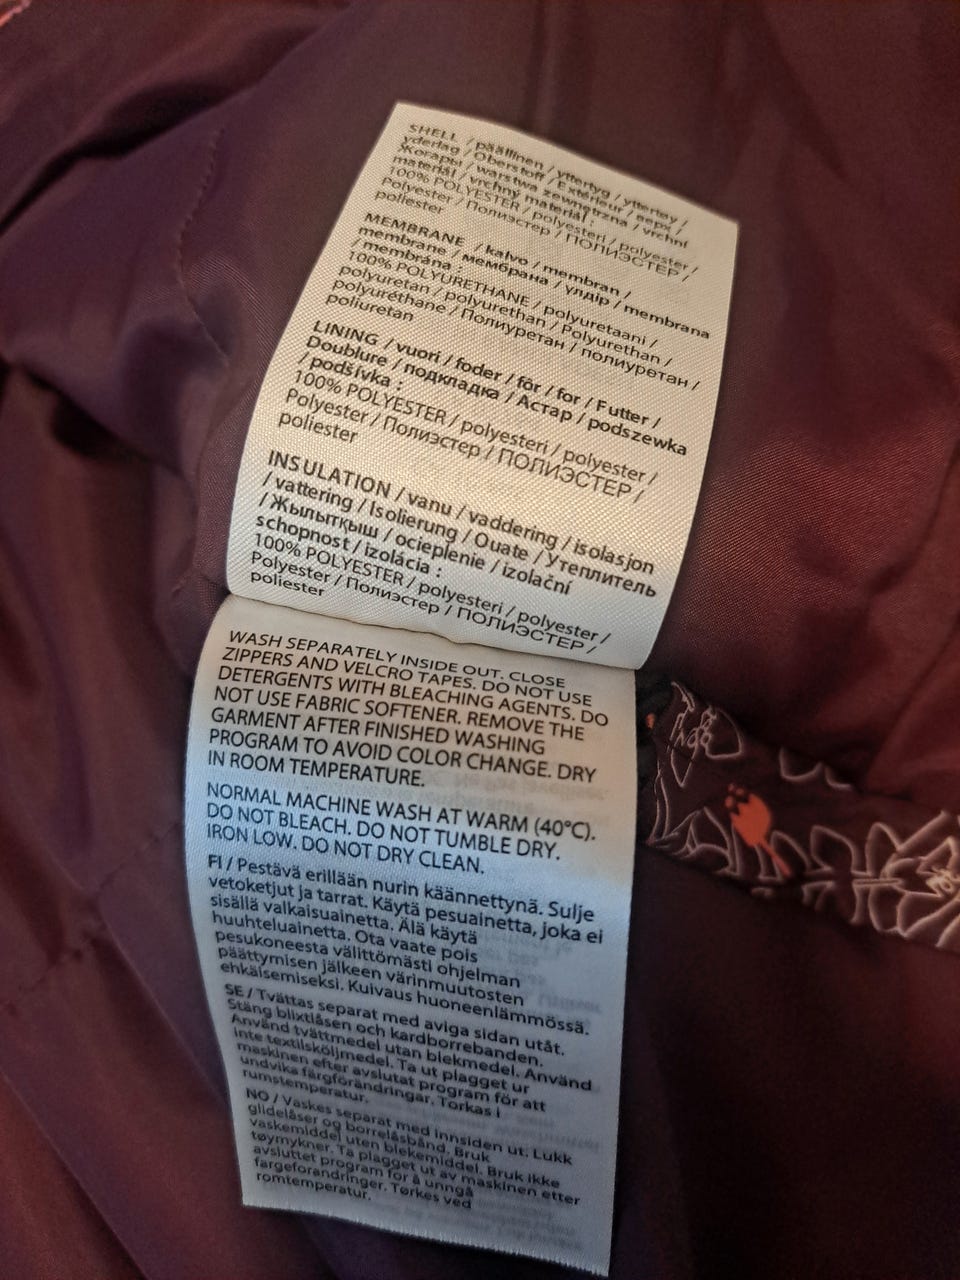 SHELL / päällinen / yttertyg / yttertøy /
yderlag / Oberstoff / Extérieur / верх /
Жоғары / warstwa zewnętrzna / vrchní
materiál / vrchný materiál :
100% POLYESTER / polyesteri / polyester /
Polyester / Полиэстер / ПОЛИЭСТЕР /
poliester
MEMBRANE / kalvo / membran /
membrane / мембрана / үлдір / membrana
/ membrána :
100% POLYURETHANE / polyuretaani /
polyuretan / polyurethan / Polyurethan /
polyuréthane / Полиуретан / полиуретан /
poliuretan
LINING / vuori / foder / fôr / for / Futter /
Doublure / подкладка / Астар / podszewka
/ podšívka :
100% POLYESTER / polyesteri / polyester /
Polyester / Полиэстер / ПОЛИЭСТЕР /
poliester
INSULATION / vanu / vaddering / isolasjon
/ vattering / Isolierung / Ouate / Утеплитель
/ Жылытқыш / ocieplenie / izolační
schopnost / izolácia :
100% POLYESTER / polyesteri / polyester /
Polyester / Полиэстер / ПОЛИЭСТЕР /
poliester
WASH SEPARATELY INSIDE OUT. CLOSE
ZIPPERS AND VELCRO TAPES. DO NOT USE
DETERGENTS WITH BLEACHING AGENTS. DO
NOT USE FABRIC SOFTENER. REMOVE THE
GARMENT AFTER FINISHED WASHING
PROGRAM TO AVOID COLOR CHANGE. DRY
IN ROOM TEMPERATURE.
NORMAL MACHINE WASH AT WARM (40°C).
DO NOT BLEACH. DO NOT TUMBLE DRY.
IRON LOW. DO NOT DRY CLEAN.
FI / Pestävä erillään nurin käännettynä. Sulje
vetoketjut ja tarrat. Käytä pesuainetta, joka ei
sisällä valkaisuainetta. Älä käytä
huuhteluainetta. Ota vaate pois
pesukoneesta välittömästi ohjelman
päättymisen jälkeen värinmuutosten
ehkäisemiseksi. Kuivaus huoneenlämmössä.
SE / Tvättas separat med aviga sidan utåt.
Stäng blixtlåsen och kardborrebanden.
Använd tvättmedel utan blekmedel. Använd
inte textilsköljmedel. Ta ut plagget ur
maskinen efter avslutat program för att
undvika färgförändringar. Torkas i
rumstemperatur.
NO / Vaskes separat med innsiden ut. Lukk
glidelåser og borrelåsbånd. Bruk
vaskemiddel uten blekemiddel. Bruk ikke
tøymykner. Ta plagget ut av maskinen etter
avsluttet program for å unngå
fargeforandringer. Tørkes ved
romtemperatur.